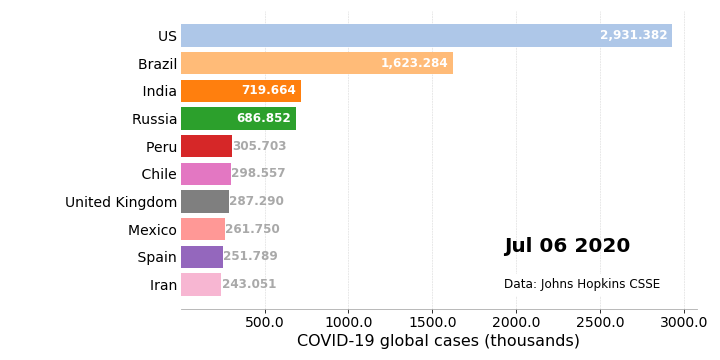 US 2,931.382
Brazil 1,623.284
India 719.664
Russia 686.852
Peru 305.703
Chile 298.557
United Kingdom 287.290
Mexico 261.750
Spain 251.789
Iran 243.051
Jul 06 2020
Data: Johns Hopkins CSSE
500.0 1000.0 1500.0 2000.0 2500.0 3000.0
COVID-19 global cases (thousands)